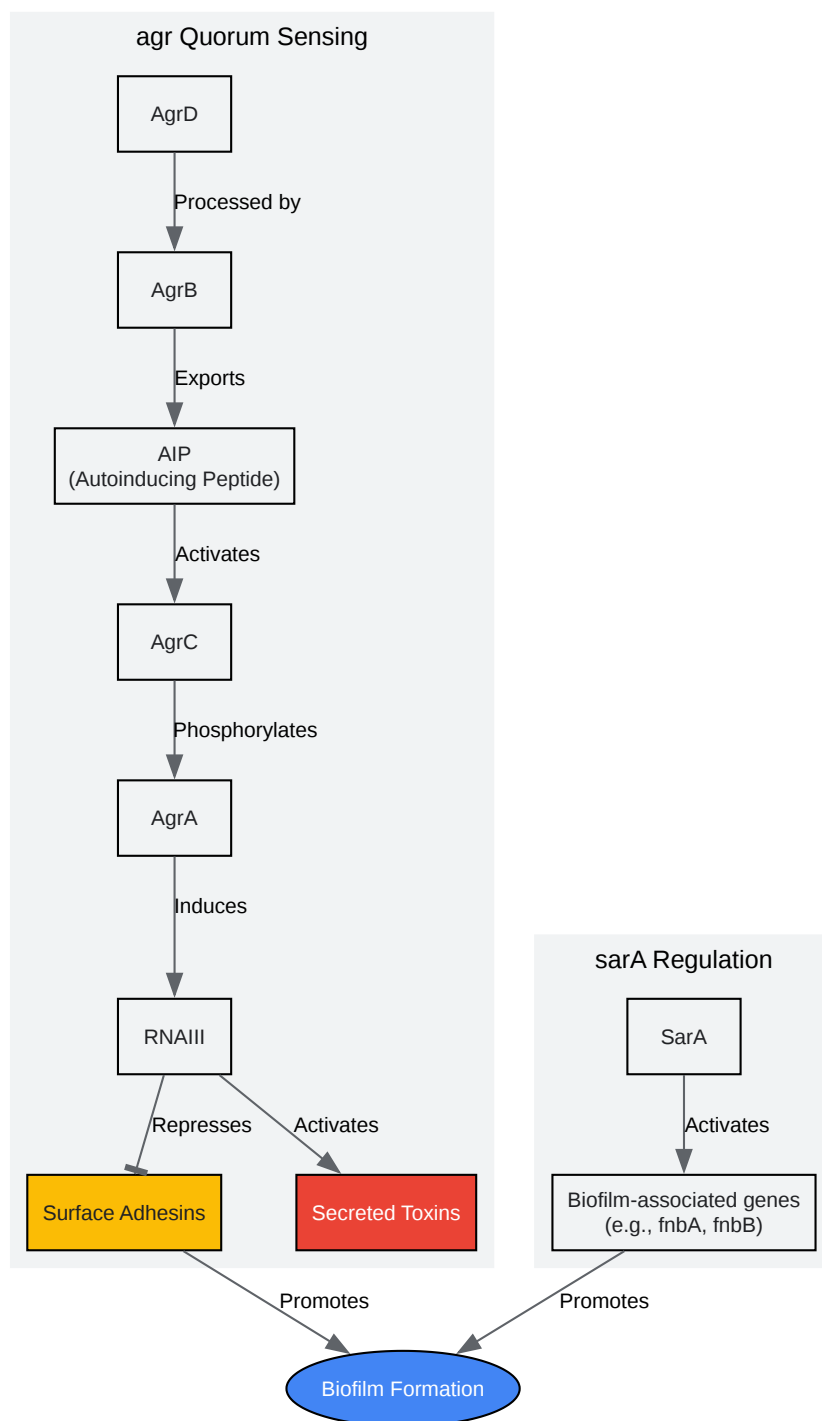 agr Quorum Sensing
AgrD
Processed by
AgrB
Exports
AIP
(Autoinducing Peptide)
Activates
AgrC
Phosphorylates
AgrA
Induces
sarA Regulation
RNAIII
SarA
Represses
Activates
Activates
Surface Adhesins
Secreted Toxins
Biofilm-associated genes
(e.g., fnbA, fnbB)
Promotes
Promotes
Biofilm Formation